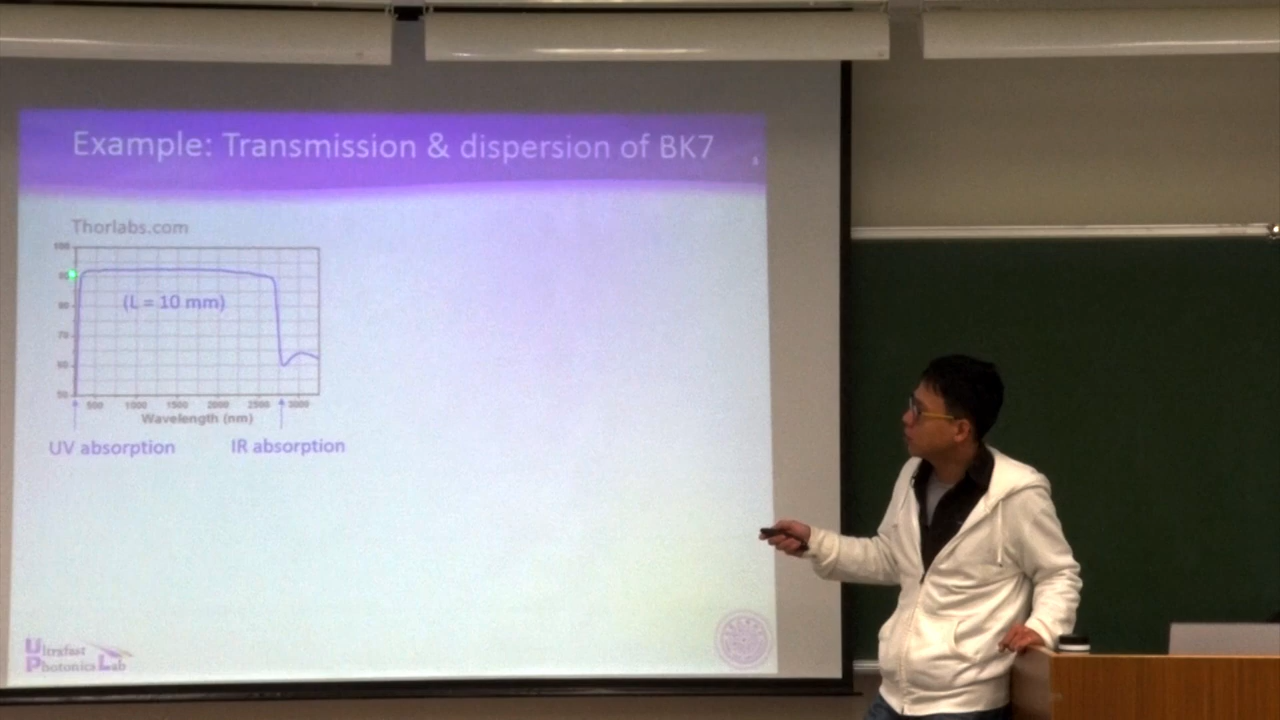 Example: Transmission & dispersion of BK7
Thorlabs.com
100
90
(L = 10 mm)
80
70
60
50
500 1000 1500 2000 2500 3000
Wavelength (nm)
UV absorption IR absorption
Ultrafast
Photonics Lab